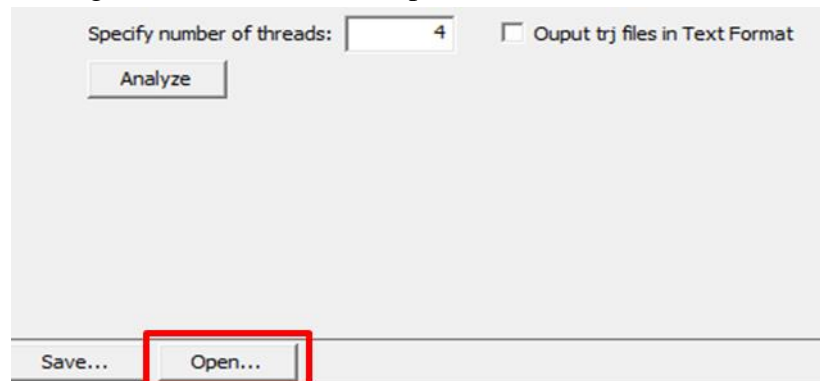 Specify number of threads: 4 Ouput trj files in Text Format
Analyze
Save... Open...